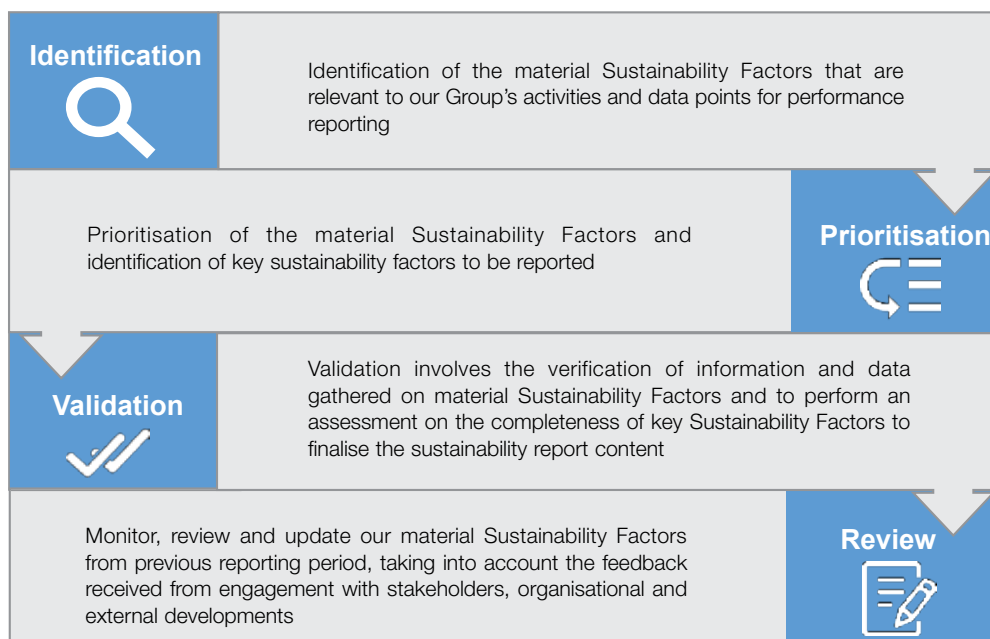 Identification
Identification of the material Sustainability Factors that are
relevant to our Group's activities and data points for performance
reporting
Prioritisation of the material Sustainability Factors and
identification of key sustainability factors to be reported
Prioritisation
Validation
Validation involves the verification of information and data
gathered on material Sustainability Factors and to perform an
assessment on the completeness of key Sustainability Factors to
finalise the sustainability report content
Monitor, review and update our material Sustainability Factors
from previous reporting period, taking into account the feedback
received from engagement with stakeholders, organisational and
external developments
Review